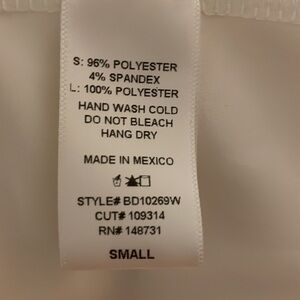 S: 96% POLYESTER
4% SPANDEX
L: 100% POLYESTER
HAND WASH COLD
DO NOT BLEACH
HANG DRY
MADE IN MEXICO
STYLE# BD10269W
CUT# 109314
RN# 148731
SMALL